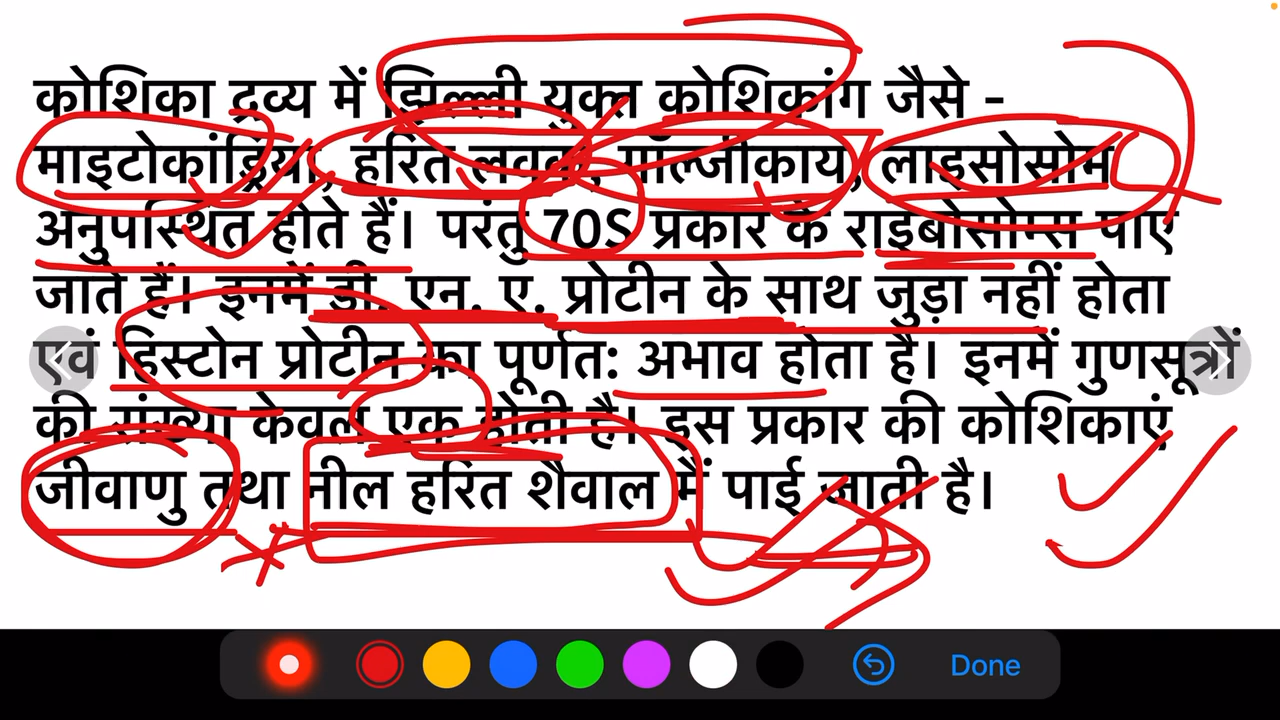 कोशिका द्रव्य में झिल्ली युक्त कोशिकांग जैसे -
माइटोकांड्रिया, हरित लवक, गॉल्जीकाय, लाइसोसोम
अनुपस्थित होते हैं। परंतु 70S प्रकार के राइबोसोम्स पाए
जाते हैं। इनमें डी. एन. ए. प्रोटीन के साथ जुड़ा नहीं होता
एवं हिस्टोन प्रोटीन का पूर्णत: अभाव होता है। इनमें गुणसूत्रों
की संख्या केवल एक होती है। इस प्रकार की कोशिकाएं
जीवाणु तथा नील हरित शैवाल में पाई जाती है।
Done